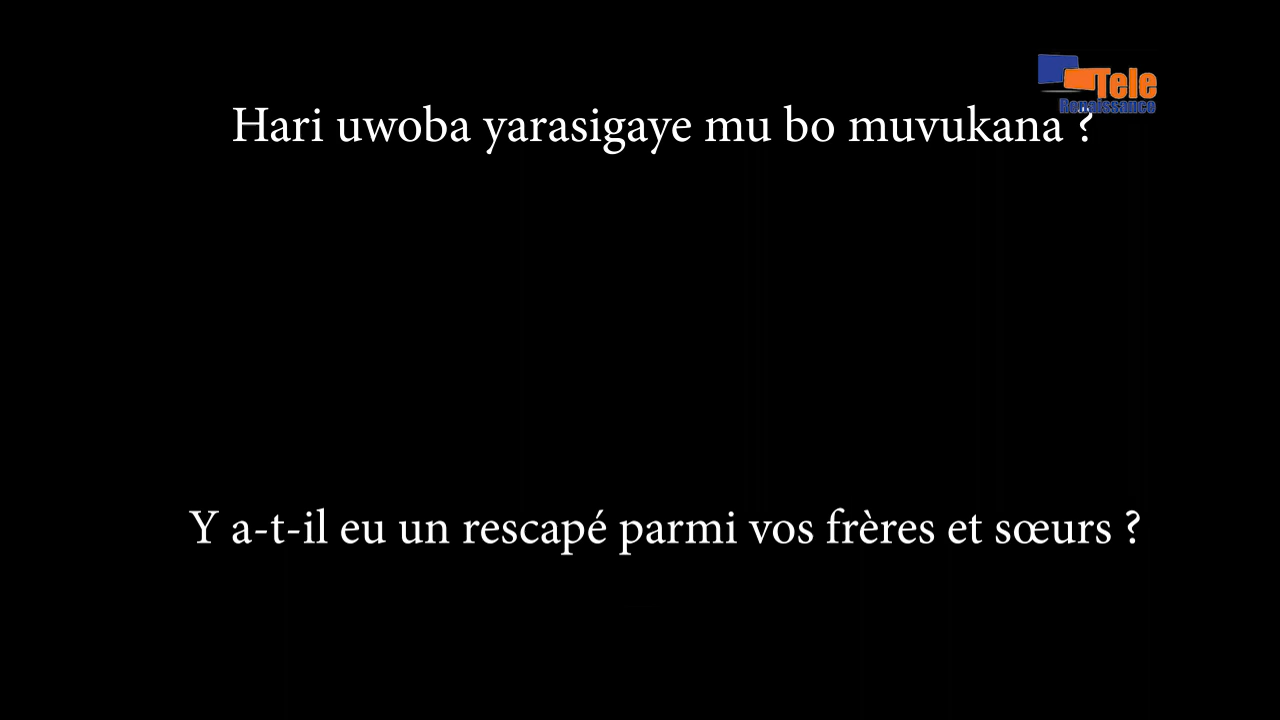 Tele
Renaissance
Hari uwoba yarasigaye mu bo muvukana ?
Y a-t-il eu un rescapé parmi vos frères et sœurs ?